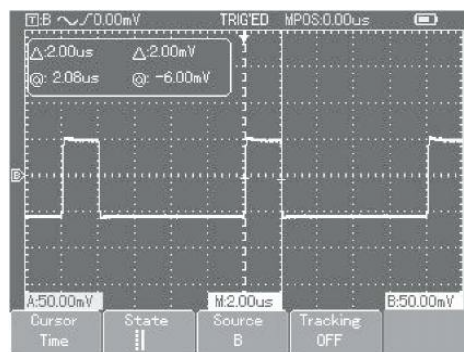 T:B 0.00mV TRIG'ED MPOS:0.00us
Δ:2.00us Δ:2.00mV
@: 2.08us @: -6.00mV
B
A:50.00mV M:2.00us B:50.00mV
Cursor State Source Tracking
Time B OFF